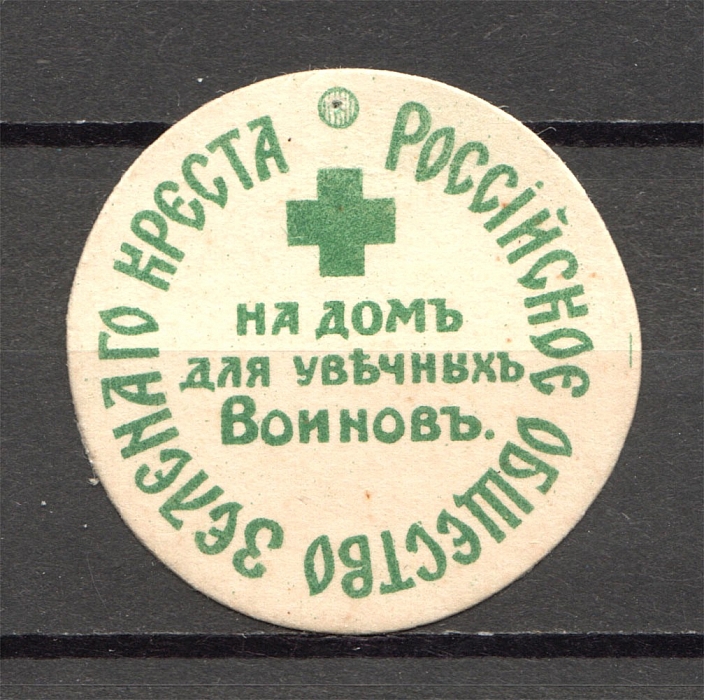 РОССІЙСКОЕ ОБЩЕСТВО ЗЕЛЕНАГО КРЕСТА
НА ДОМЪ
ДЛЯ УВѢЧНЫХЪ
ВОИНОВЪ.